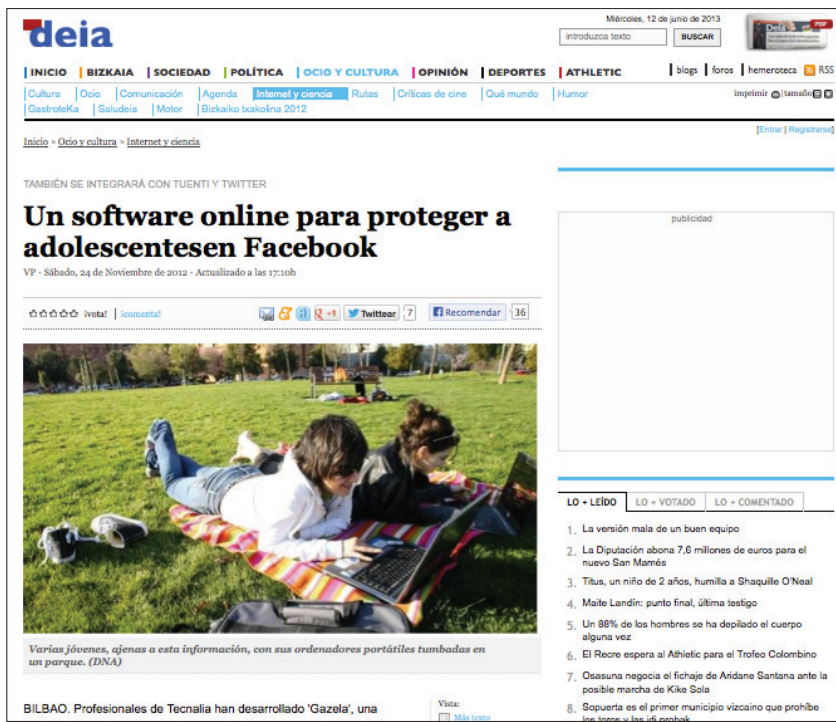 deia
Miércoles, 12 de junio de 2013
introduzca texto
BUSCAR
Deia
PDF
INICIO
BIZKAIA
SOCIEDAD
POLÍTICA
OCIO Y CULTURA
OPINIÓN
DEPORTES
ATHLETIC
blogs
foros
hemeroteca
RSS
Cultura
Ocio
Comunicación
Agenda
Internet y ciencia
Rutas
Críticas de cine
Qué mundo
Humor
imprimir
tamaño
GastroteKa
Saludeia
Motor
Bizkaiko txakolina 2012
[Entrar | Registrarse]
Inicio » Ocio y cultura » Internet y ciencia
TAMBIÉN SE INTEGRARÁ CON TUENTI Y TWITTER
Un software online para proteger a
adolescentesen Facebook
VP - Sábado, 24 de Noviembre de 2012 - Actualizado a las 17:10h
¡vota! | ¡comenta!
+1
Twittear
7
Recomendar
36
publicidad
Varias jóvenes, ajenas a esta información, con sus ordenadores portátiles tumbadas en
un parque. (DNA)
BILBAO. Profesionales de Tecnalia han desarrollado 'Gazela', una
Vista:
Más texto
LO + LEÍDO
LO + VOTADO
LO + COMENTADO
1. La versión mala de un buen equipo
2. La Diputación abona 7,6 millones de euros para el
nuevo San Mamés
3. Titus, un niño de 2 años, humilla a Shaquille O'Neal
4. Maite Landín: punto final, última testigo
5. Un 88% de los hombres se ha depilado el cuerpo
alguna vez
6. El Recre espera al Athletic para el Trofeo Colombino
7. Osasuna negocia el fichaje de Aridane Santana ante la
posible marcha de Kike Sola
8. Sopuerta es el primer municipio vizcaino que prohíbe
los toros y las idi probak